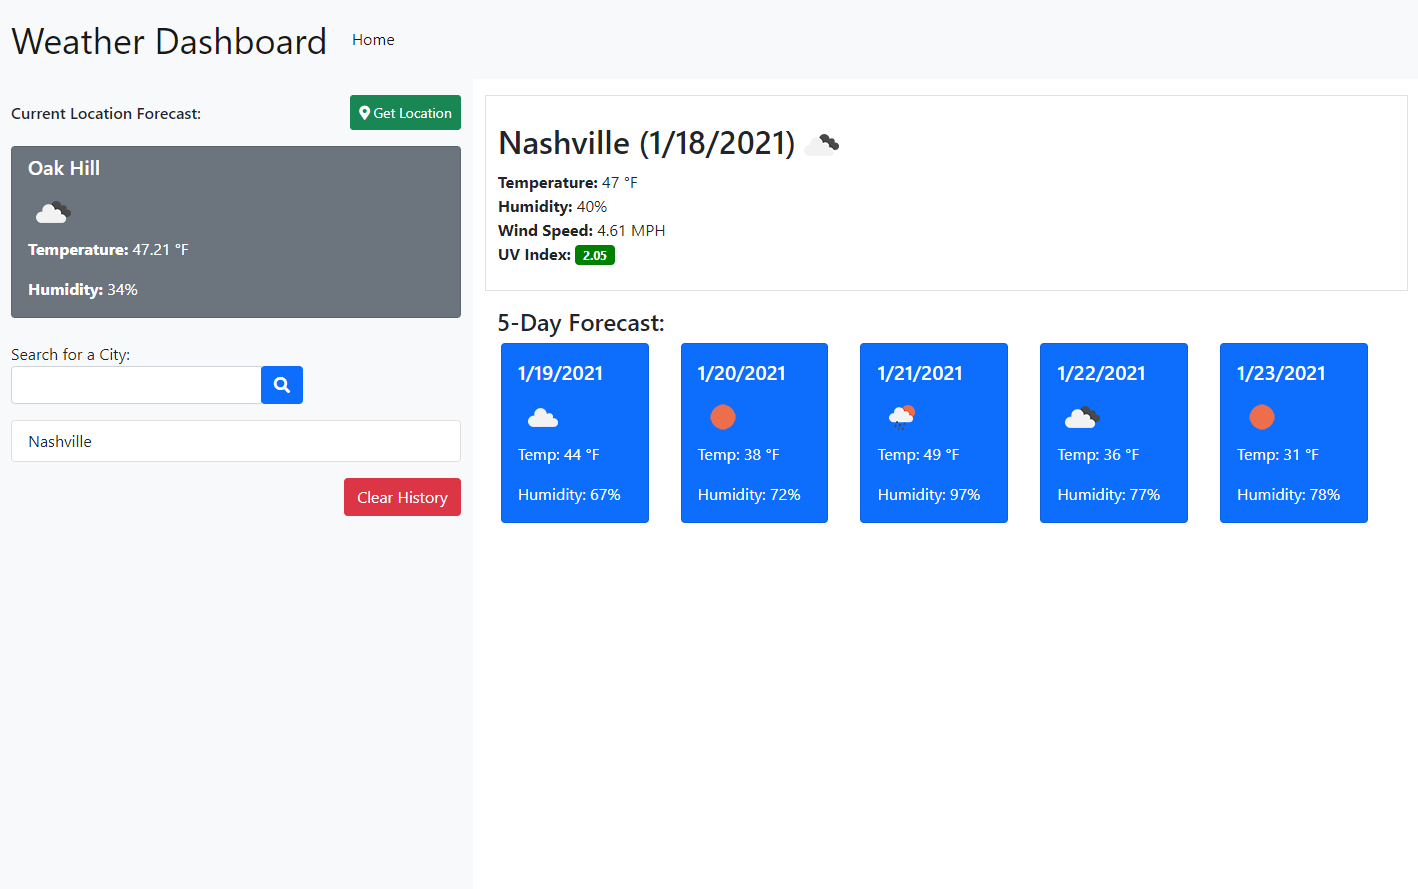 Weather Dashboard
Home
Current Location Forecast:
Get Location
Oak Hill
Temperature: 47.21 °F
Humidity: 34%
Search for a City:
Nashville
Clear History
Nashville (1/18/2021)
Temperature: 47 °F
Humidity: 40%
Wind Speed: 4.61 MPH
UV Index: 2.05
5-Day Forecast:
1/19/2021
Temp: 44 °F
Humidity: 67%
1/20/2021
Temp: 38 °F
Humidity: 72%
1/21/2021
Temp: 49 °F
Humidity: 97%
1/22/2021
Temp: 36 °F
Humidity: 77%
1/23/2021
Temp: 31 °F
Humidity: 78%